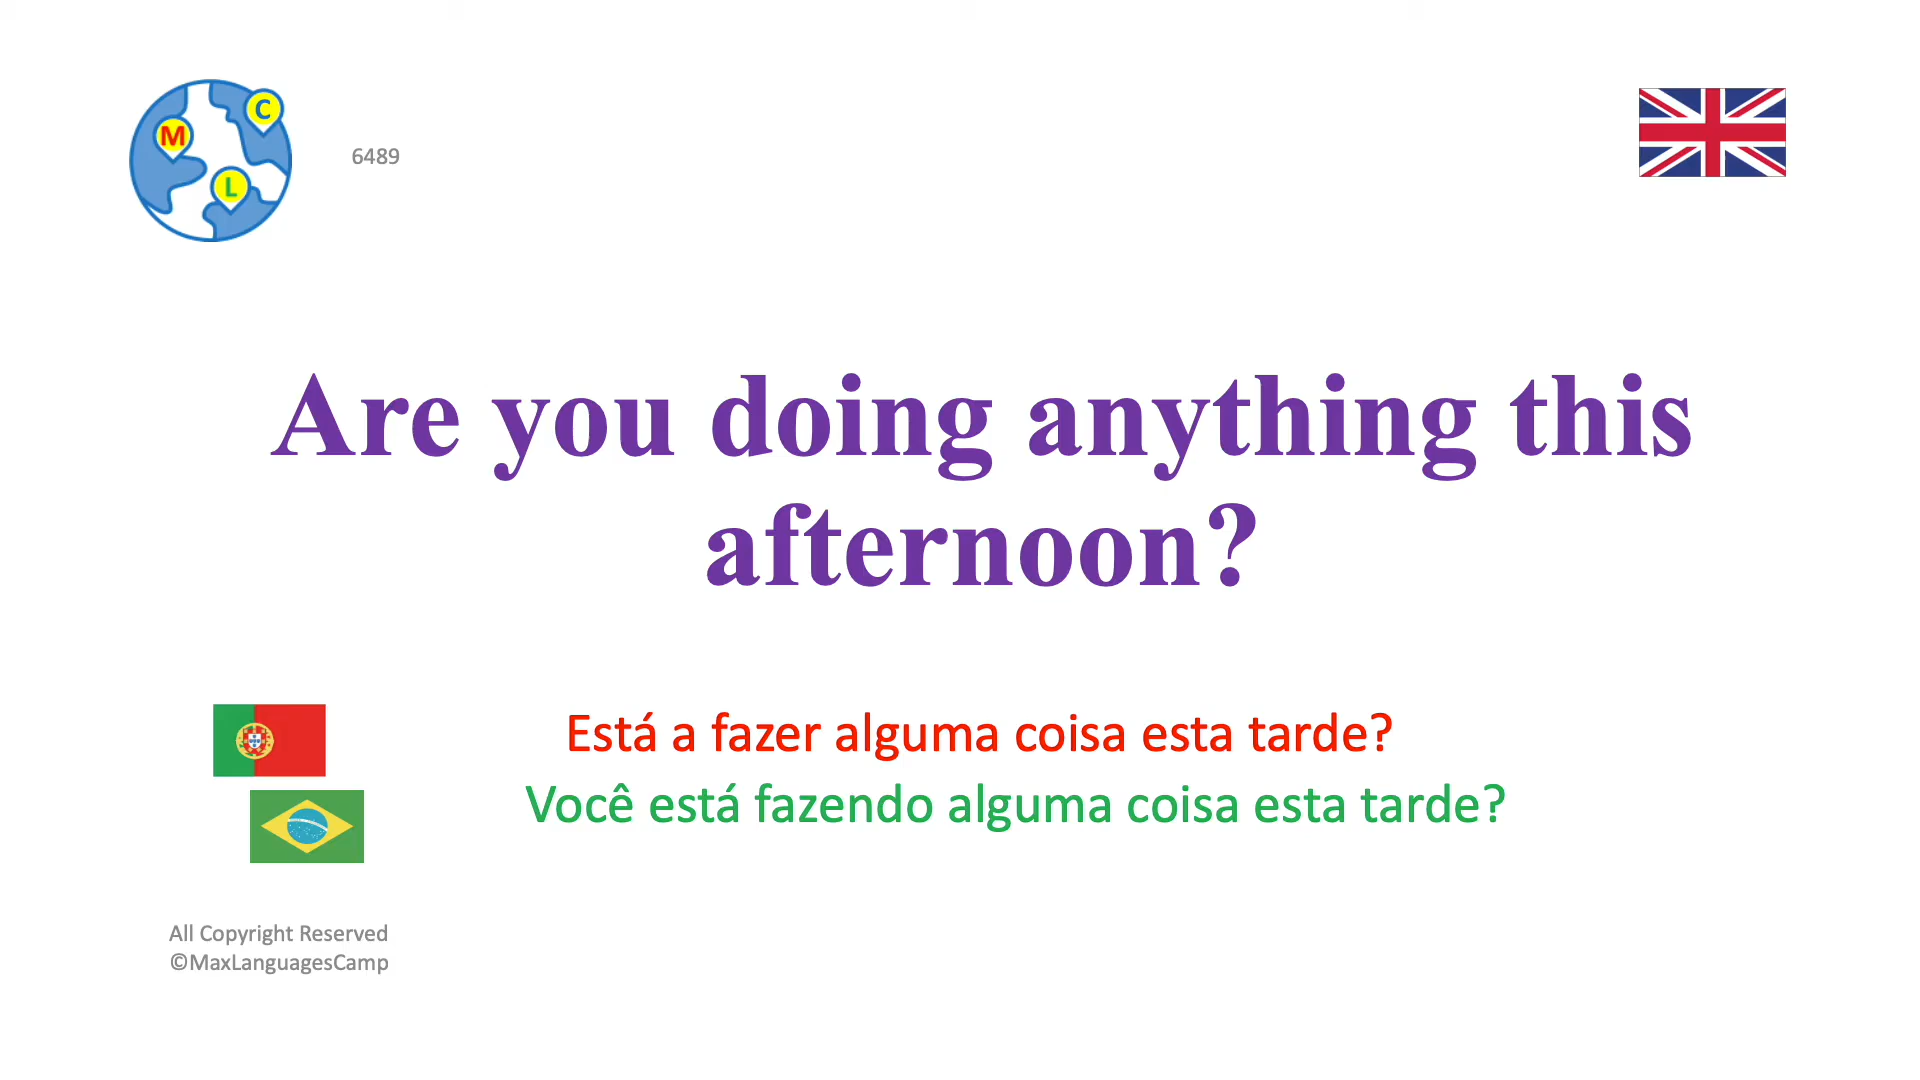 M
C
L
6489
Are you doing anything this
afternoon?
Está a fazer alguma coisa esta tarde?
Você está fazendo alguma coisa esta tarde?
All Copyright Reserved
©MaxLanguagesCamp